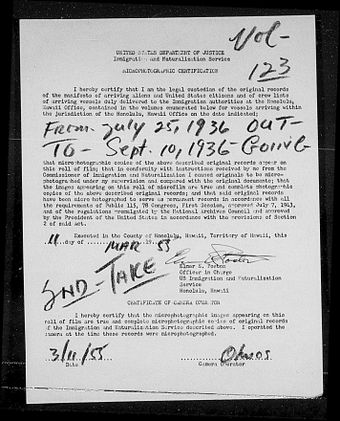 Vol-
123
UNITED STATES DEPARTMENT OF JUSTICE
Immigration and Naturalization Service
MICROPHOTOGRAPHIC CERTIFICATION
I hereby certify that I am the legal custodian of the original records
of the manifests of arriving aliens and United States citizens and of crew lists
of arriving vessels duly delivered to the Immigration authorities at the Honolulu,
Hawaii Office, contained in the volumes enumerated below for vessels arriving within
the jurisdiction of the Honolulu, Hawaii Office on date indicated;
From- July 25, 1936 OUT-
TO- Sept. 10, 1936- GOING
that microphotographic copies of the above described original records appear on
this roll of film; that in conformity with instructions received by me from the
Commissioner of Immigration and Naturalization I caused originals to be micro-
photographed under my supervision and compared with the original documents; that
the images appearing on this roll of microfilm are true and complete photographic
copies of the above described original records; and that said original records
have been microphotographed to serve as permanent records in accordance with all
the requirements of Public 115, 78 Congress, First Session, approved July 7, 1943,
and of the regulations promulgated by the National Archives Council and approved
by the President of the United States in accordance with the provisions of Section
2 of said act.
Executed in the County of Honolulu, Hawaii, Territory of Hawaii, this
11 day of MAR 19 53
Officer in Charge
US Immigration and Naturalization
Service
Honolulu, Hawaii
2ND- TAKE
CERTIFICATE OF CAMERA OPERATOR
I hereby certify that the microphotographic images appearing on this
roll of film are true and complete microphotographic copies of original records
of the Immigration and Naturalization Service described above. I operated the
camera at the time these records were microphotographed.
3/11/55
Date
Camera Operator